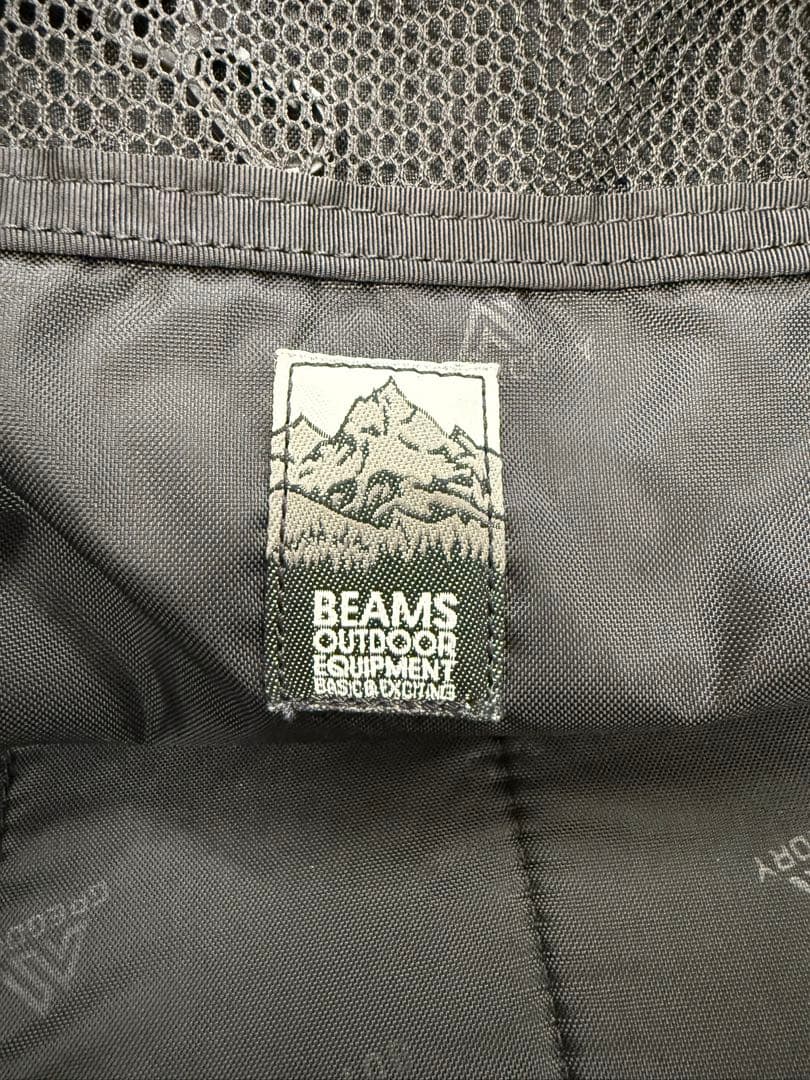 BEAMS
OUTDOOR
EQUIPMENT
BASIC & EXCITING